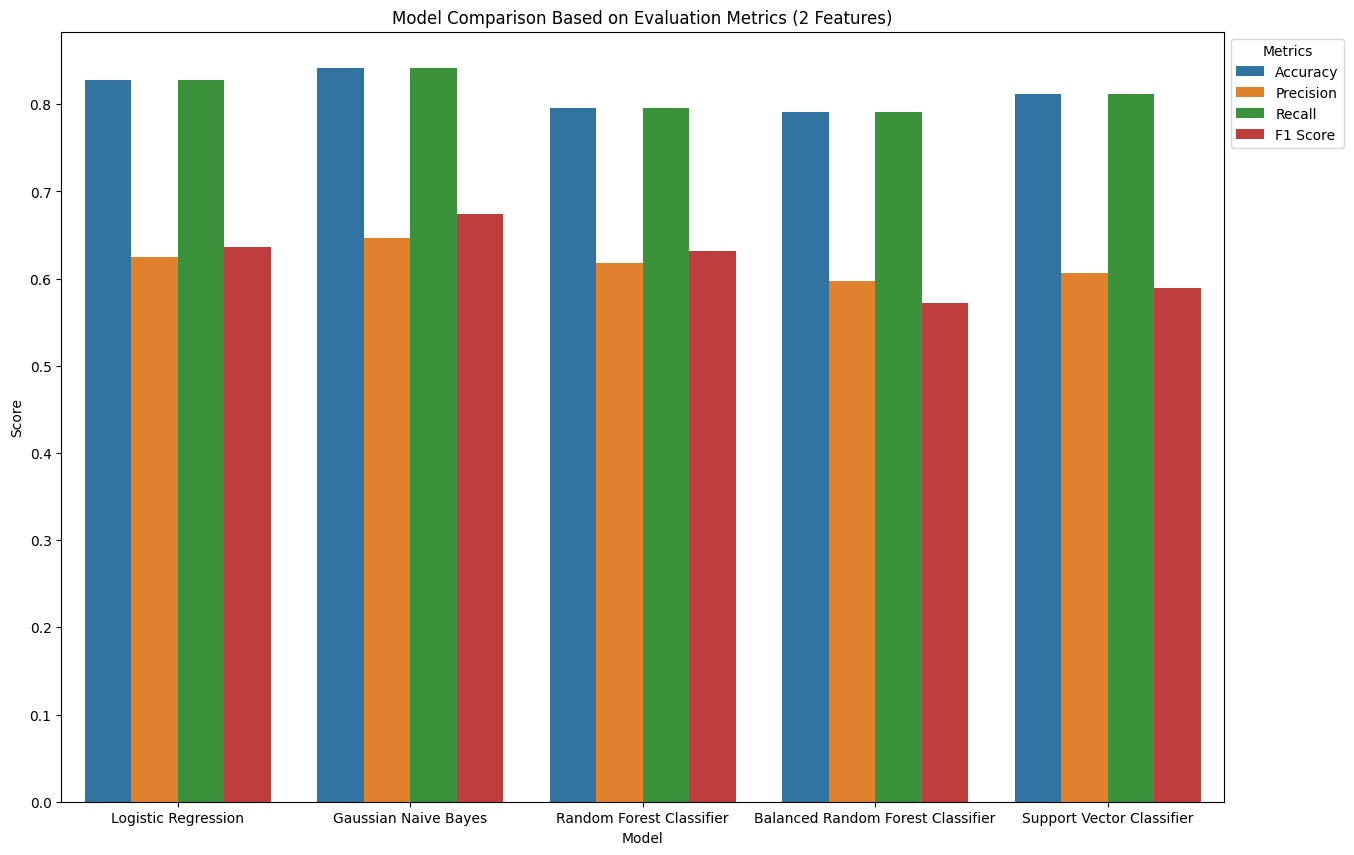 Model Comparison Based on Evaluation Metrics (2 Features)
Metrics
Accuracy
Precision
Recall
F1 Score
Score
0.8
0.7
0.6
0.5
0.4
0.3
0.2
0.1
0.0
Logistic Regression
Gaussian Naive Bayes
Random Forest Classifier
Balanced Random Forest Classifier
Support Vector Classifier
Model